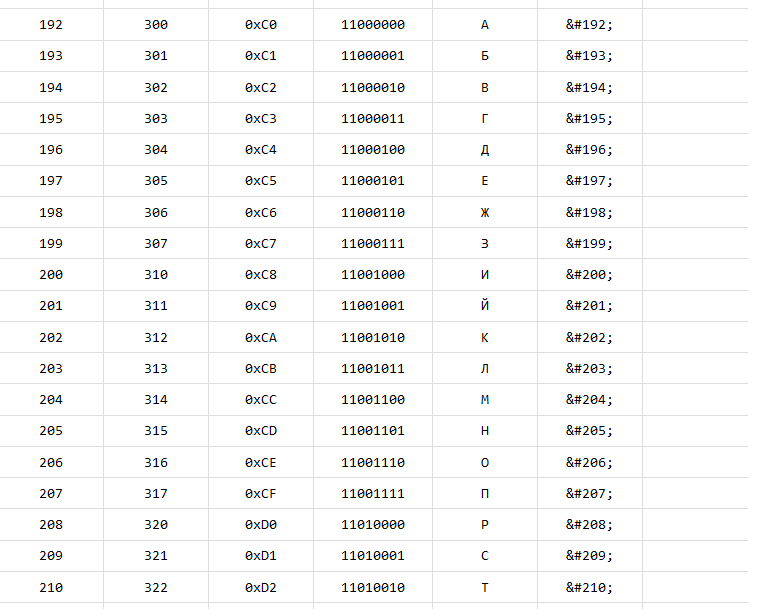 192 300 0xC0 11000000 А &#192;
193 301 0xC1 11000001 Б &#193;
194 302 0xC2 11000010 В &#194;
195 303 0xC3 11000011 Г &#195;
196 304 0xC4 11000100 Д &#196;
197 305 0xC5 11000101 Е &#197;
198 306 0xC6 11000110 Ж &#198;
199 307 0xC7 11000111 З &#199;
200 310 0xC8 11001000 И &#200;
201 311 0xC9 11001001 Й &#201;
202 312 0xCA 11001010 К &#202;
203 313 0xCB 11001011 Л &#203;
204 314 0xCC 11001100 М &#204;
205 315 0xCD 11001101 Н &#205;
206 316 0xCE 11001110 О &#206;
207 317 0xCF 11001111 П &#207;
208 320 0xD0 11010000 Р &#208;
209 321 0xD1 11010001 С &#209;
210 322 0xD2 11010010 Т &#210;